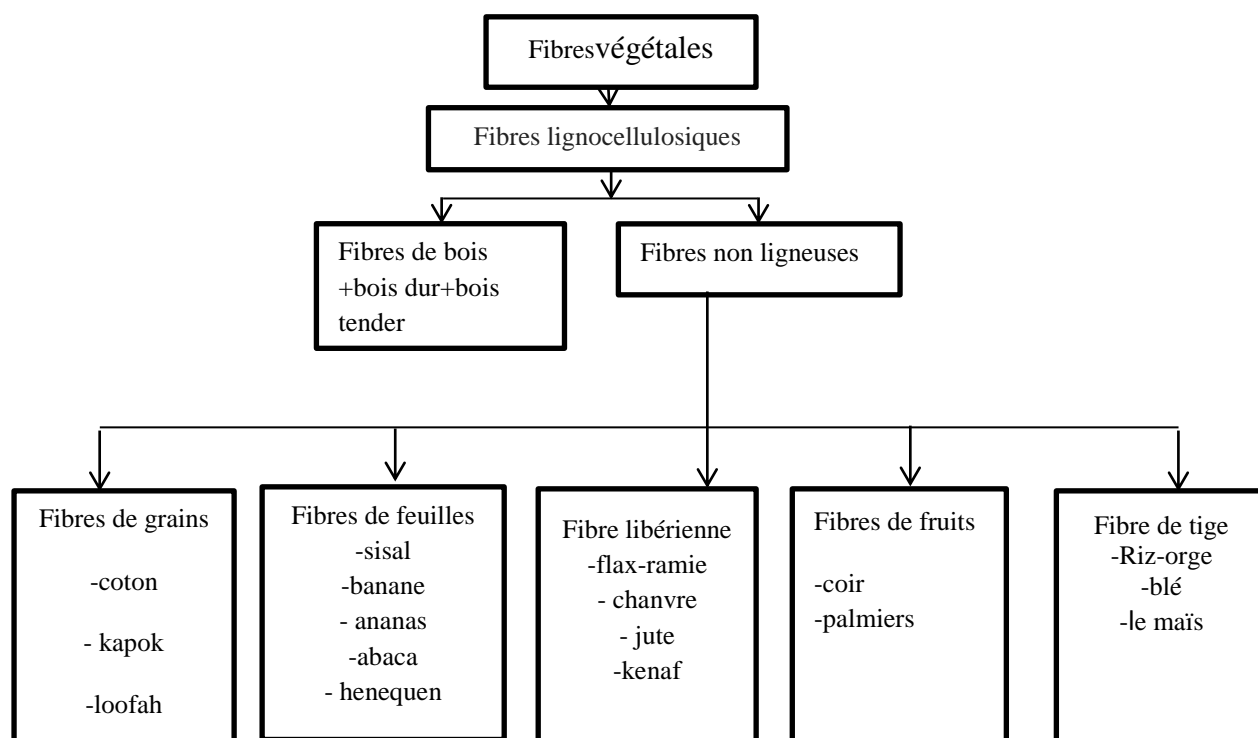 Fibresvégétales
Fibres lignocellulosiques
Fibres de bois
+bois dur+bois
tender
Fibres non ligneuses
Fibres de grains
-coton
- kapok
-loofah
Fibres de feuilles
-sisal
-banane
- ananas
-abaca
- henequen
Fibre libérienne
-flax-ramie
- chanvre
- jute
-kenaf
Fibres de fruits
-coir
-palmiers
Fibre de tige
-Riz-orge
-blé
-le maïs